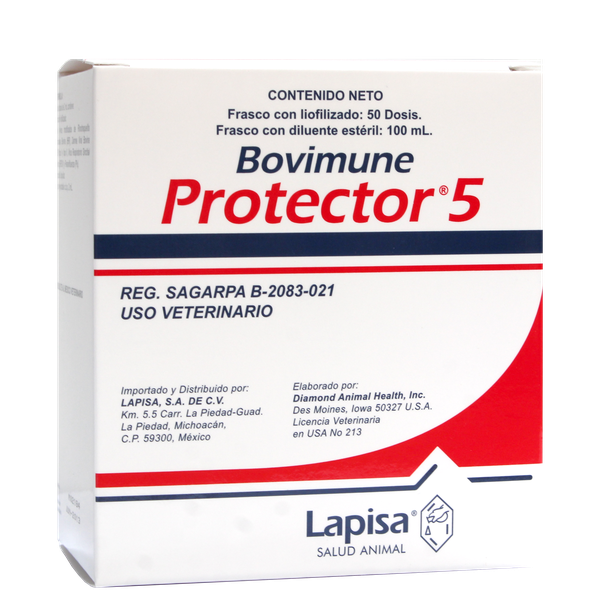 CONTENIDO NETO
Frasco con liofilizado: 50 Dosis.
Frasco con diluente estéril: 100 mL.
Bovimune
Protector®5
REG. SAGARPA B-2083-021
USO VETERINARIO
Importado y Distribuido por:
LAPISA, S.A. DE C.V.
Km. 5.5 Carr. La Piedad-Guad.
La Piedad, Michoacán,
C.P. 59300, México
Elaborado por:
Diamond Animal Health, Inc.
Des Moines, Iowa 50327 U.S.A.
Licencia Veterinaria
en USA No 213
Lapisa®
SALUD ANIMAL